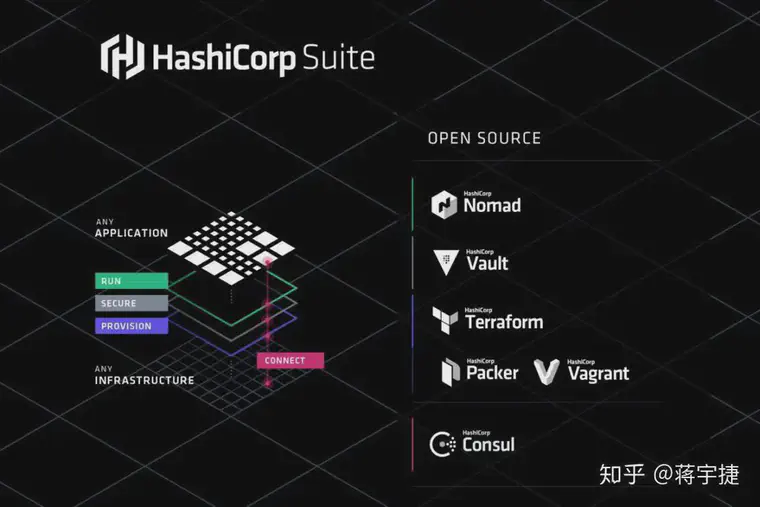 HashiCorp Suite
ANY
APPLICATION
RUN
SECURE
PROVISION
CONNECT
ANY
INFRASTRUCTURE
OPEN SOURCE
HashiCorp
Nomad
HashiCorp
Vault
HashiCorp
Terraform
HashiCorp
Packer
HashiCorp
Vagrant
HashiCorp
Consul
知乎 @蒋宇捷